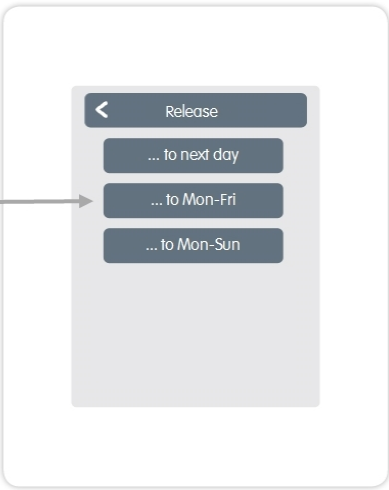 Release
... to next day
... to Mon-Fri
... to Mon-Sun